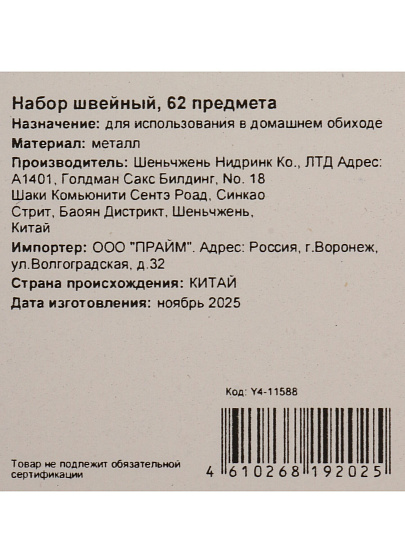 Набор швейный, 62 предмета
Назначение: для использования в домашнем обиходе
Материал: металл
Производитель: Шеньчжень Нидринк Ко., ЛТД Адрес:
А1401, Голдман Сакс Билдинг, No. 18
Шаки Комьюнити Сентэ Роад, Синкао
Стрит, Баоян Дистрикт, Шеньчжень,
Китай
Импортер: ООО "ПРАЙМ". Адрес: Россия, г.Воронеж,
ул.Волгоградская, д.32
Страна происхождения: КИТАЙ
Дата изготовления: ноябрь 2025
Код: Y4-11588
Товар не подлежит обязательной
сертификации
4 610268 192025